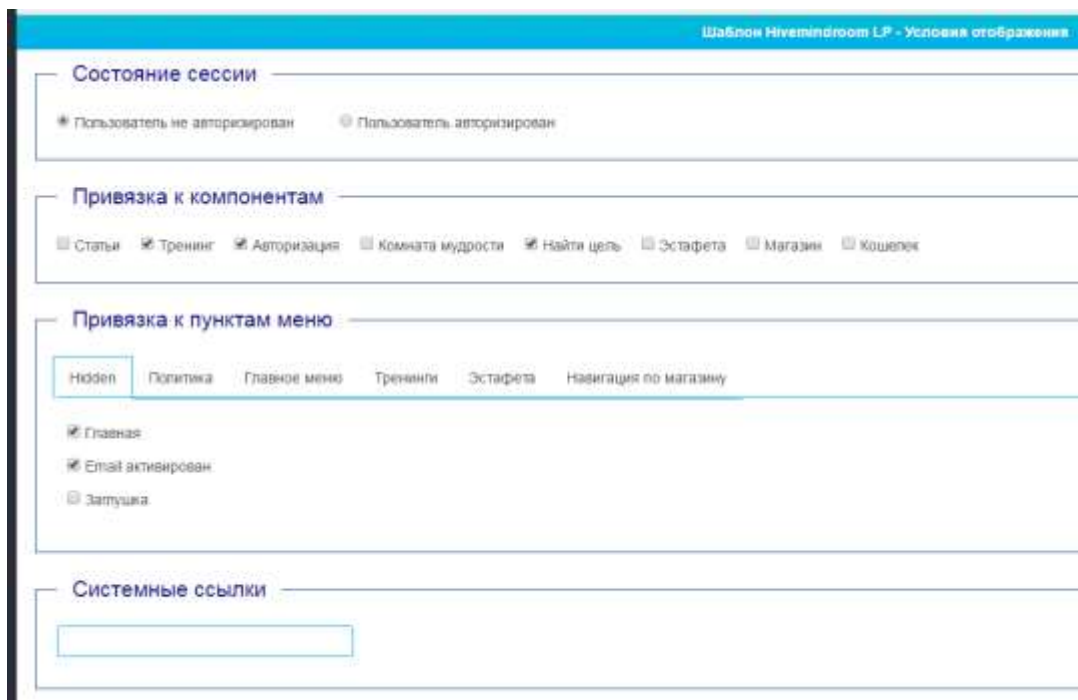 Шаблон Hivemindroom LP - Условия отображения
Состояние сессии
Пользователь не авторизирован Пользователь авторизирован
Привязка к компонентам
Статьи Тренинг Авторизация Комната мудрости Найти цель Эстафета Магазин Кошелек
Привязка к пунктам меню
Hidden Политика Главное меню Тренинги Эстафета Навигация по магазину
Главная
Email активирован
Заглушка
Системные ссылки